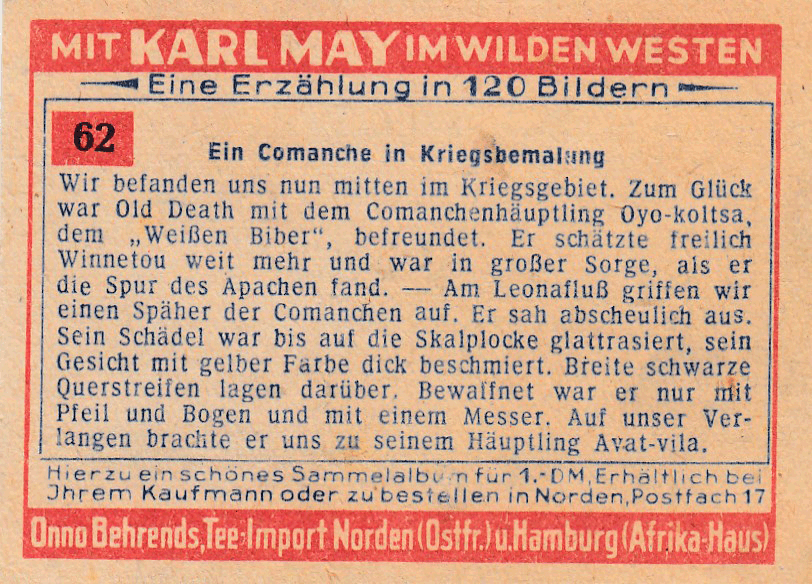 MIT KARL MAY IM WILDEN WESTEN
Eine Erzählung in 120 Bildern
62
Ein Comanche in Kriegsbemalung
Wir befanden uns nun mitten im Kriegsgebiet. Zum Glück
war Old Death mit dem Comanchenhäuptling Oyo-koltsa,
dem „Weißen Biber“, befreundet. Er schätzte freilich
Winnetou weit mehr und war in großer Sorge, als er
die Spur des Apachen fand. — Am Leonafluß griffen wir
einen Späher der Comanchen auf. Er sah abscheulich aus.
Sein Schädel war bis auf die Skalplocke glattrasiert, sein
Gesicht mit gelber Farbe dick beschmiert. Breite schwarze
Querstreifen lagen darüber. Bewaffnet war er nur mit
Pfeil und Bogen und mit einem Messer. Auf unser Ver-
langen brachte er uns zu seinem Häuptling Avat-vila.
Hierzu ein schönes Sammelalbum für 1.-DM, Erhältlich bei
Jhrem Kaufmann oder zu bestellen in Norden, Postfach 17
Onno Behrends, Tee-Import Norden (Ostfr.) u. Hamburg (Afrika-Haus)